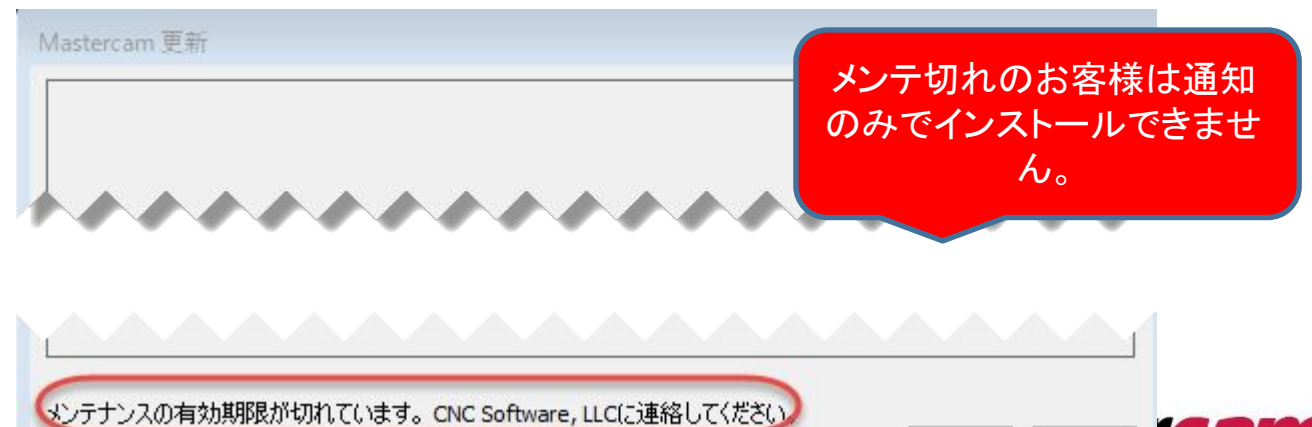 Mastercam 更新
メンテ切れのお客様は通知
のみでインストールできませ
ん。
メンテナンスの有効期限が切れています。CNC Software, LLCに連絡してください。
rcam